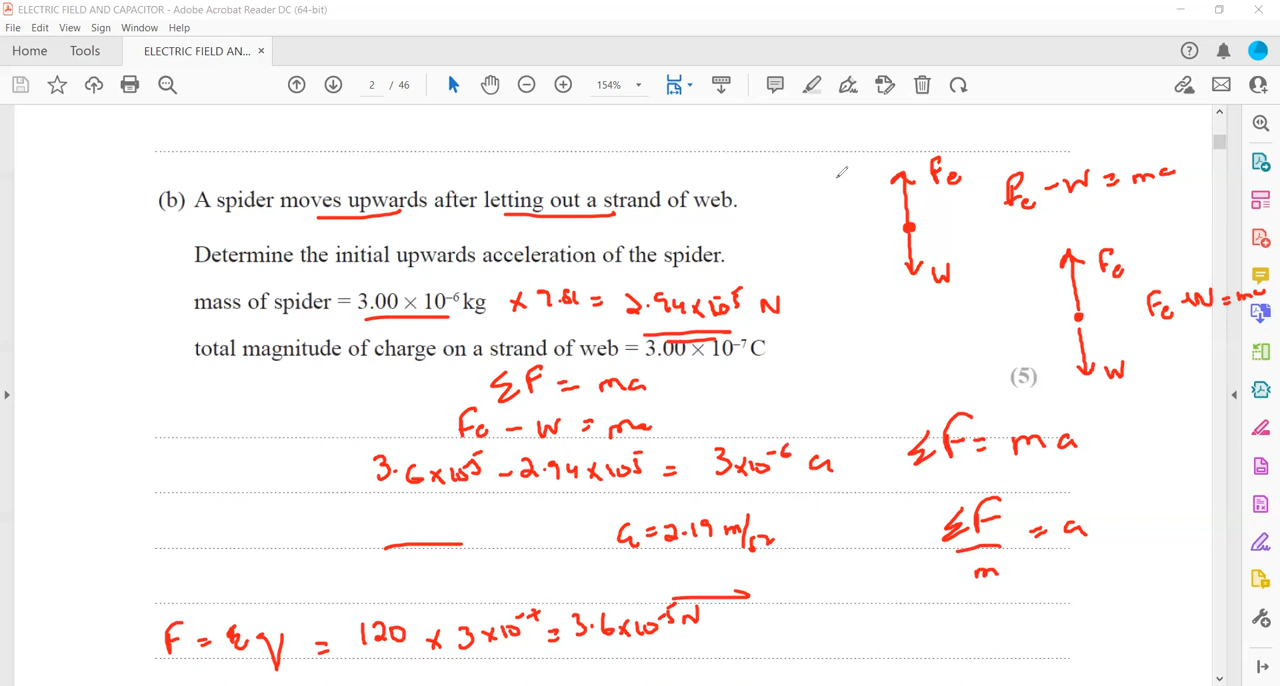 ELECTRIC FIELD AND CAPACITOR - Adobe Acrobat Reader DC (64-bit)
File Edit View Sign Window Help
Home Tools ELECTRIC FIELD AN... ×
2 / 46 154%
(b) A spider moves upwards after letting out a strand of web.
Fe
W
Fe - W = ma
Determine the initial upwards acceleration of the spider.
Fe
W
Fe - W = ma
mass of spider = 3.00 × 10⁻⁶ kg × 9.81 = 2.94×10⁻⁵ N
total magnitude of charge on a strand of web = 3.00 × 10⁻⁷ C
(5)
ΣF = ma
Fe - W = ma
3.6×10⁻⁵ - 2.94×10⁻⁵ = 3×10⁻⁶ a
ΣF = ma
a = 2.19 m/s²
ΣF/m = a
F = Eq = 120 × 3×10⁻⁷ = 3.6×10⁻⁵ N